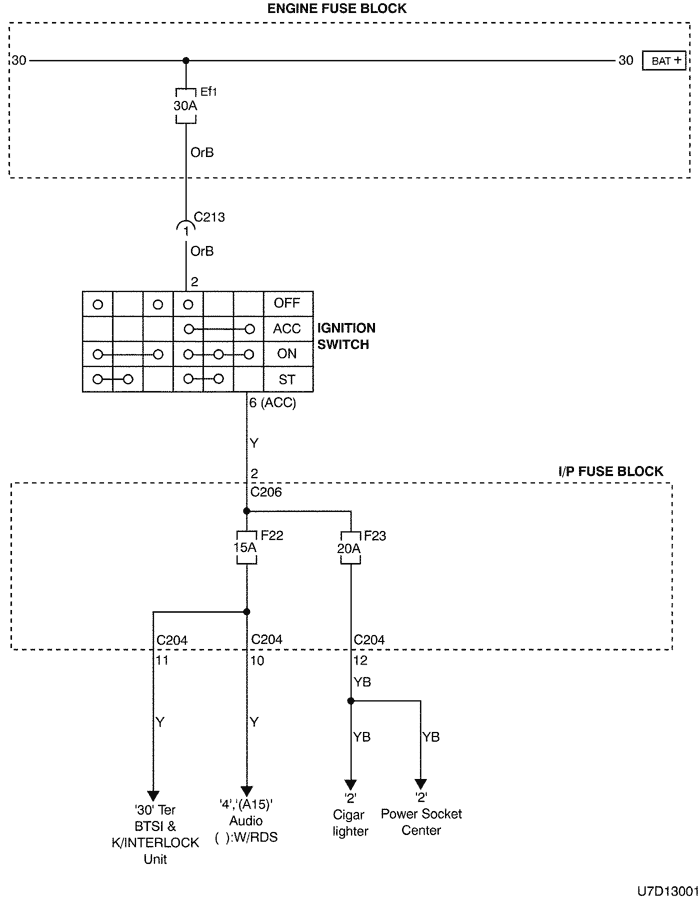 ENGINE FUSE BLOCK
30
30
BAT +
Ef1
30A
OrB
C213
1
OrB
2
OFF
ACC
ON
ST
IGNITION
SWITCH
6 (ACC)
Y
2
I/P FUSE BLOCK
C206
F22
15A
F23
20A
C204
C204
C204
11
10
12
YB
Y
Y
YB
YB
'30' Ter
BTSI &
K/INTERLOCK
Unit
'4','(A15)'
Audio
( ):W/RDS
'2'
Cigar
lighter
'2'
Power Socket
Center
U7D13001